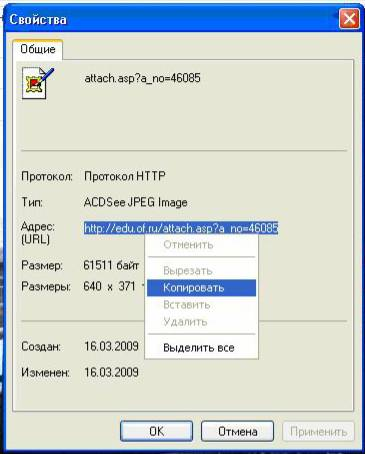 Свойства
Общие
attach.asp?a_no=46085
Протокол: Протокол HTTP
Тип: ACDSee JPEG Image
Адрес: http://edu.of.ru/attach.asp?a_no=46085
(URL)
Отменить
Размер: 61511 байт
Вырезать
Размеры: 640 x 371
Копировать
Вставить
Удалить
Создан: 16.03.2009
Выделить все
Изменен: 16.03.2009
OK Отмена Применить